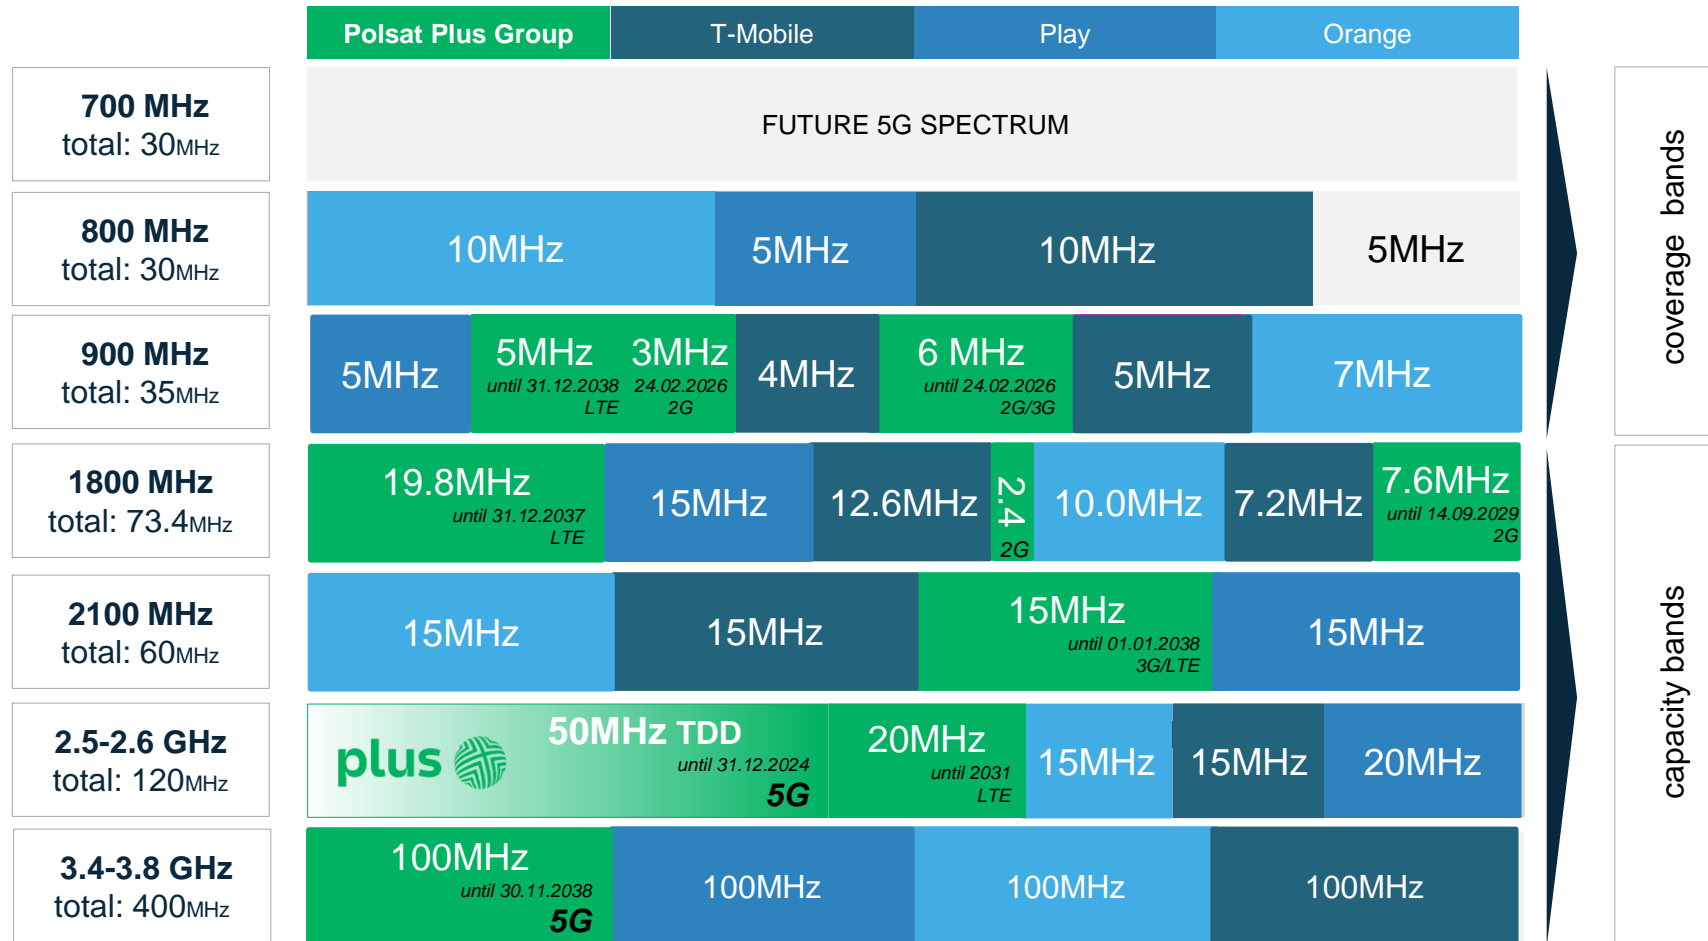 Polsat Plus Group T-Mobile Play Orange
700 MHz
total: 30MHz
FUTURE 5G SPECTRUM
800 MHz
total: 30MHz
10MHz 5MHz 10MHz 5MHz
900 MHz
total: 35MHz
5MHz
5MHz
until 31.12.2038
LTE
3MHz
24.02.2026
2G
4MHz
6 MHz
until 24.02.2026
2G/3G
5MHz
7MHz
coverage bands
1800 MHz
total: 73.4MHz
19.8MHz
until 31.12.2037
LTE
15MHz
12.6MHz
2.4
2G
10.0MHz
7.2MHz
7.6MHz
until 14.09.2029
2G
2100 MHz
total: 60MHz
15MHz
15MHz
15MHz
until 01.01.2038
3G/LTE
15MHz
2.5-2.6 GHz
total: 120MHz
plus
50MHz TDD
until 31.12.2024
5G
20MHz
until 2031
LTE
15MHz
15MHz
20MHz
3.4-3.8 GHz
total: 400MHz
100MHz
until 30.11.2038
5G
100MHz
100MHz
100MHz
capacity bands